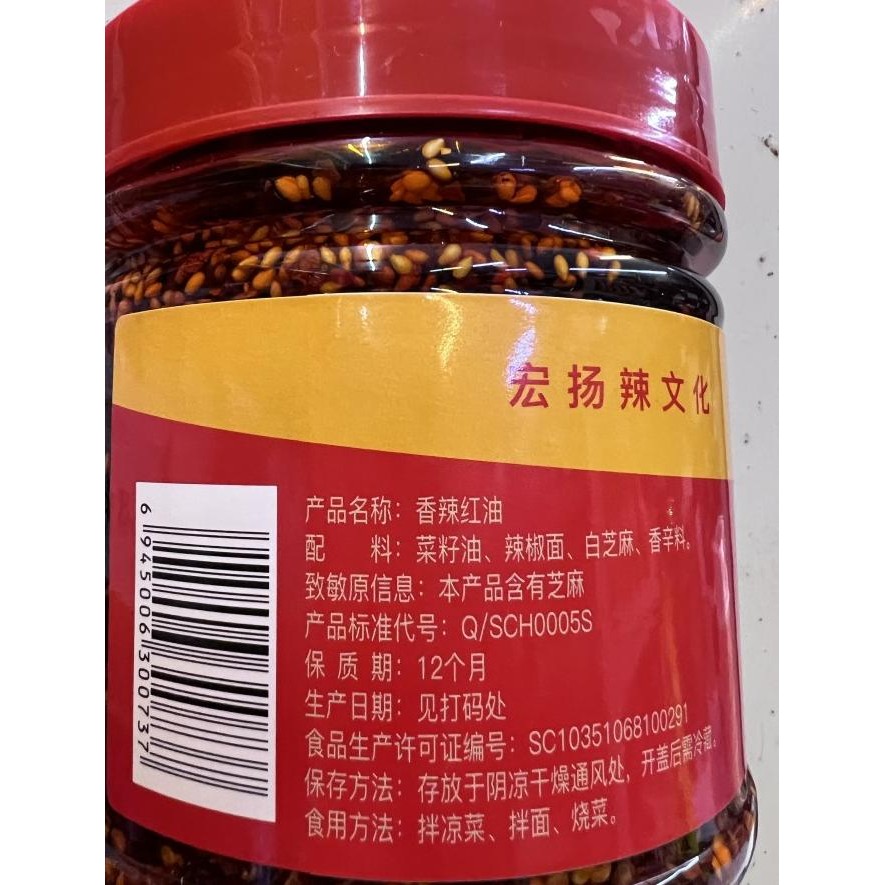 宏扬辣文化
产品名称：香辣红油
配　　料：菜籽油、辣椒面、白芝麻、香辛料。
致敏原信息：本产品含有芝麻
产品标准代号：Q/SCH0005S
保 质 期：12个月
生产日期：见打码处
食品生产许可证编号：SC10351068100291
保存方法：存放于阴凉干燥通风处，开盖后需冷藏。
食用方法：拌凉菜、拌面、烧菜。
6 945006 300737